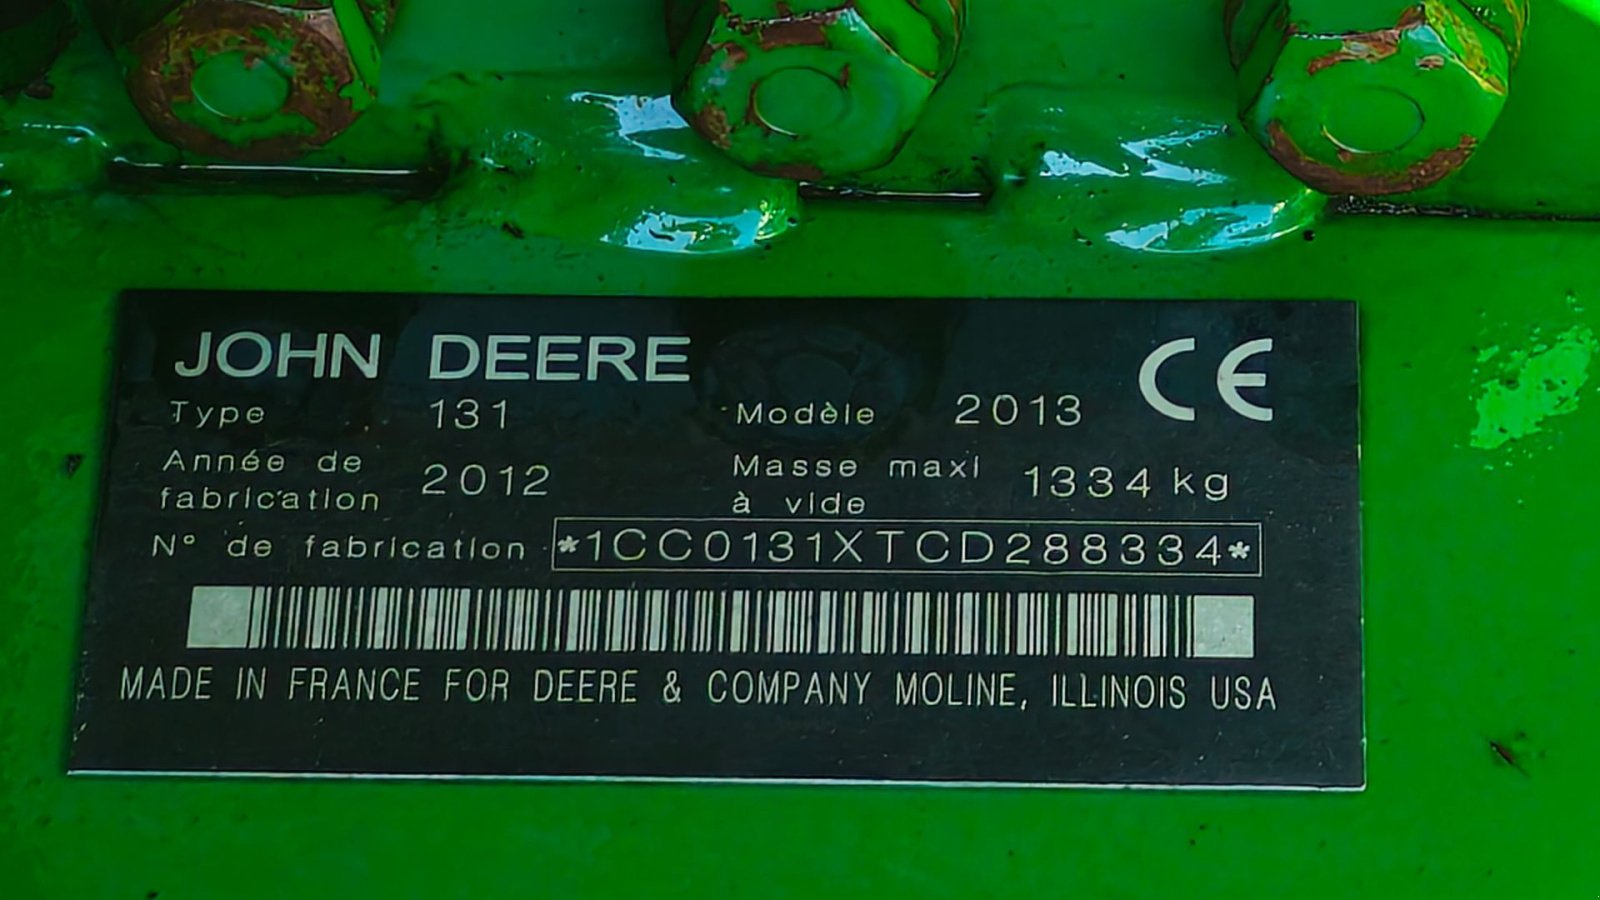 JOHN DEERE CE
Type 131 Modèle 2013
Année de fabrication 2012 Masse maxi à vide 1334 kg
N° de fabrication *1CC0131XTCD288334*
MADE IN FRANCE FOR DEERE & COMPANY MOLINE, ILLINOIS USA